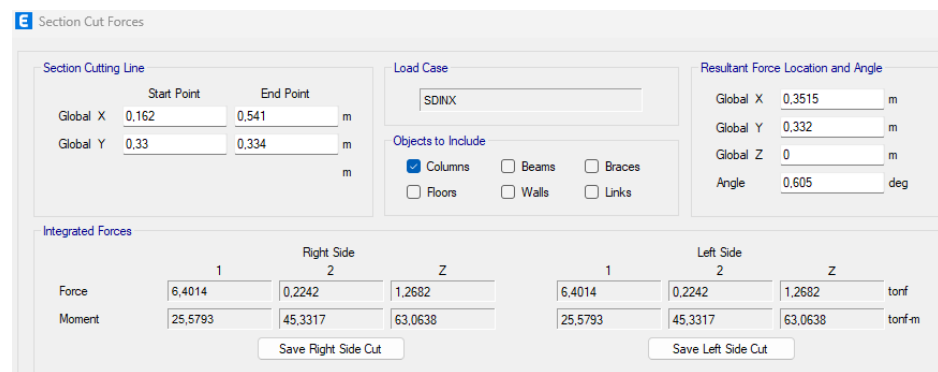 E Section Cut Forces
Section Cutting Line
Start Point End Point
Global X 0,162 0,541 m
Global Y 0,33 0,334 m
m
Load Case
SDINX
Objects to Include
Columns Beams Braces
Floors Walls Links
Resultant Force Location and Angle
Global X 0,3515 m
Global Y 0,332 m
Global Z 0 m
Angle 0,605 deg
Integrated Forces
Right Side Left Side
1 2 Z 1 2 Z
Force 6,4014 0,2242 1,2682 6,4014 0,2242 1,2682 tonf
Moment 25,5793 45,3317 63,0638 25,5793 45,3317 63,0638 tonf-m
Save Right Side Cut Save Left Side Cut